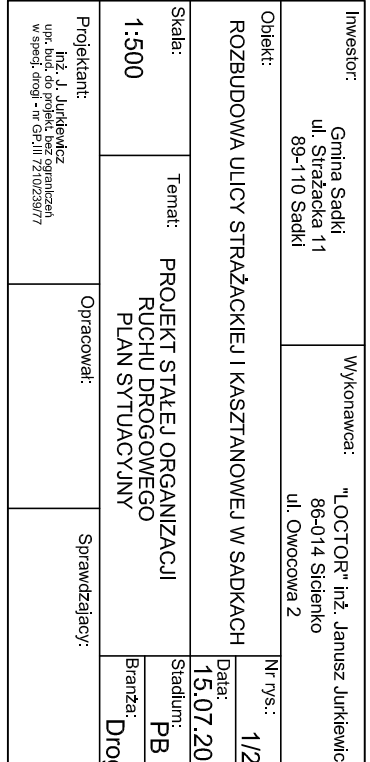 Inwestor:
Gmina Sadki
ul. Strażacka 11
89-110 Sadki
Wykonawca:
"LOCTOR" inż. Janusz Jurkiewic
86-014 Sicienko
ul. Owocowa 2
Obiekt:
ROZBUDOWA ULICY STRAŻACKIEJ I KASZTANOWEJ W SADKACH
Nr rys.:
1/2
Data:
15.07.20
Skala:
1:500
Temat:
PROJEKT STAŁEJ ORGANIZACJI
RUCHU DROGOWEGO
PLAN SYTUACYJNY
Stadium:
PB
Branża:
Drog
Projektant:
inż. J. Jurkiewicz
upr. bud. do projekt. bez ograniczeń
w specj. drogi - nr GP.III 7210/239/77
Opracował:
Sprawdzajacy: